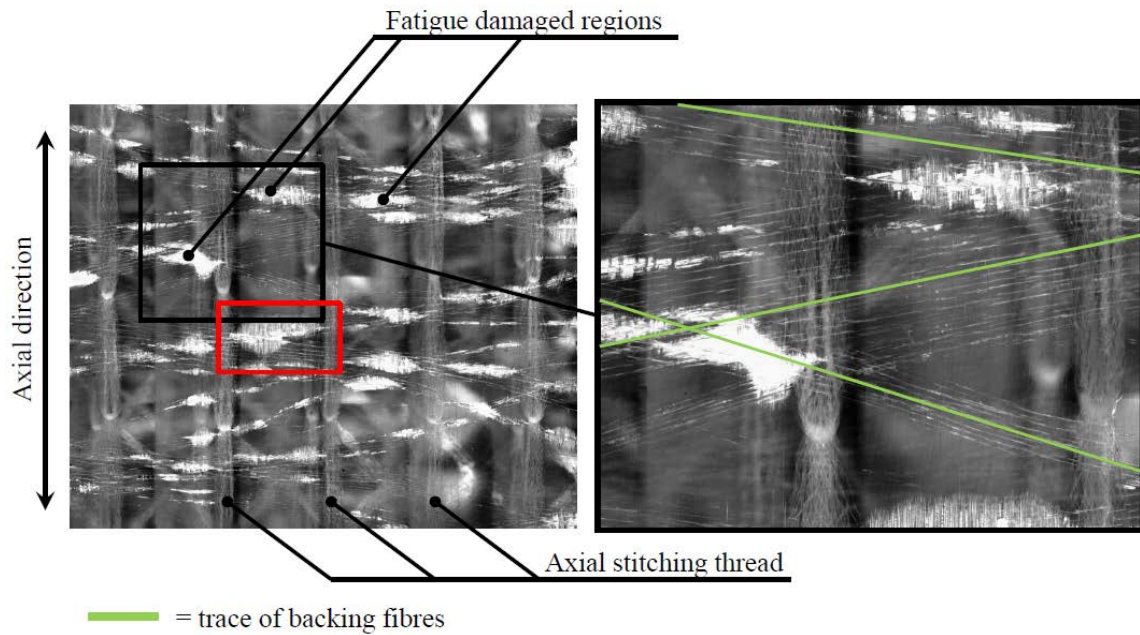 Fatigue damaged regions
Axial direction
Axial stitching thread
= trace of backing fibres